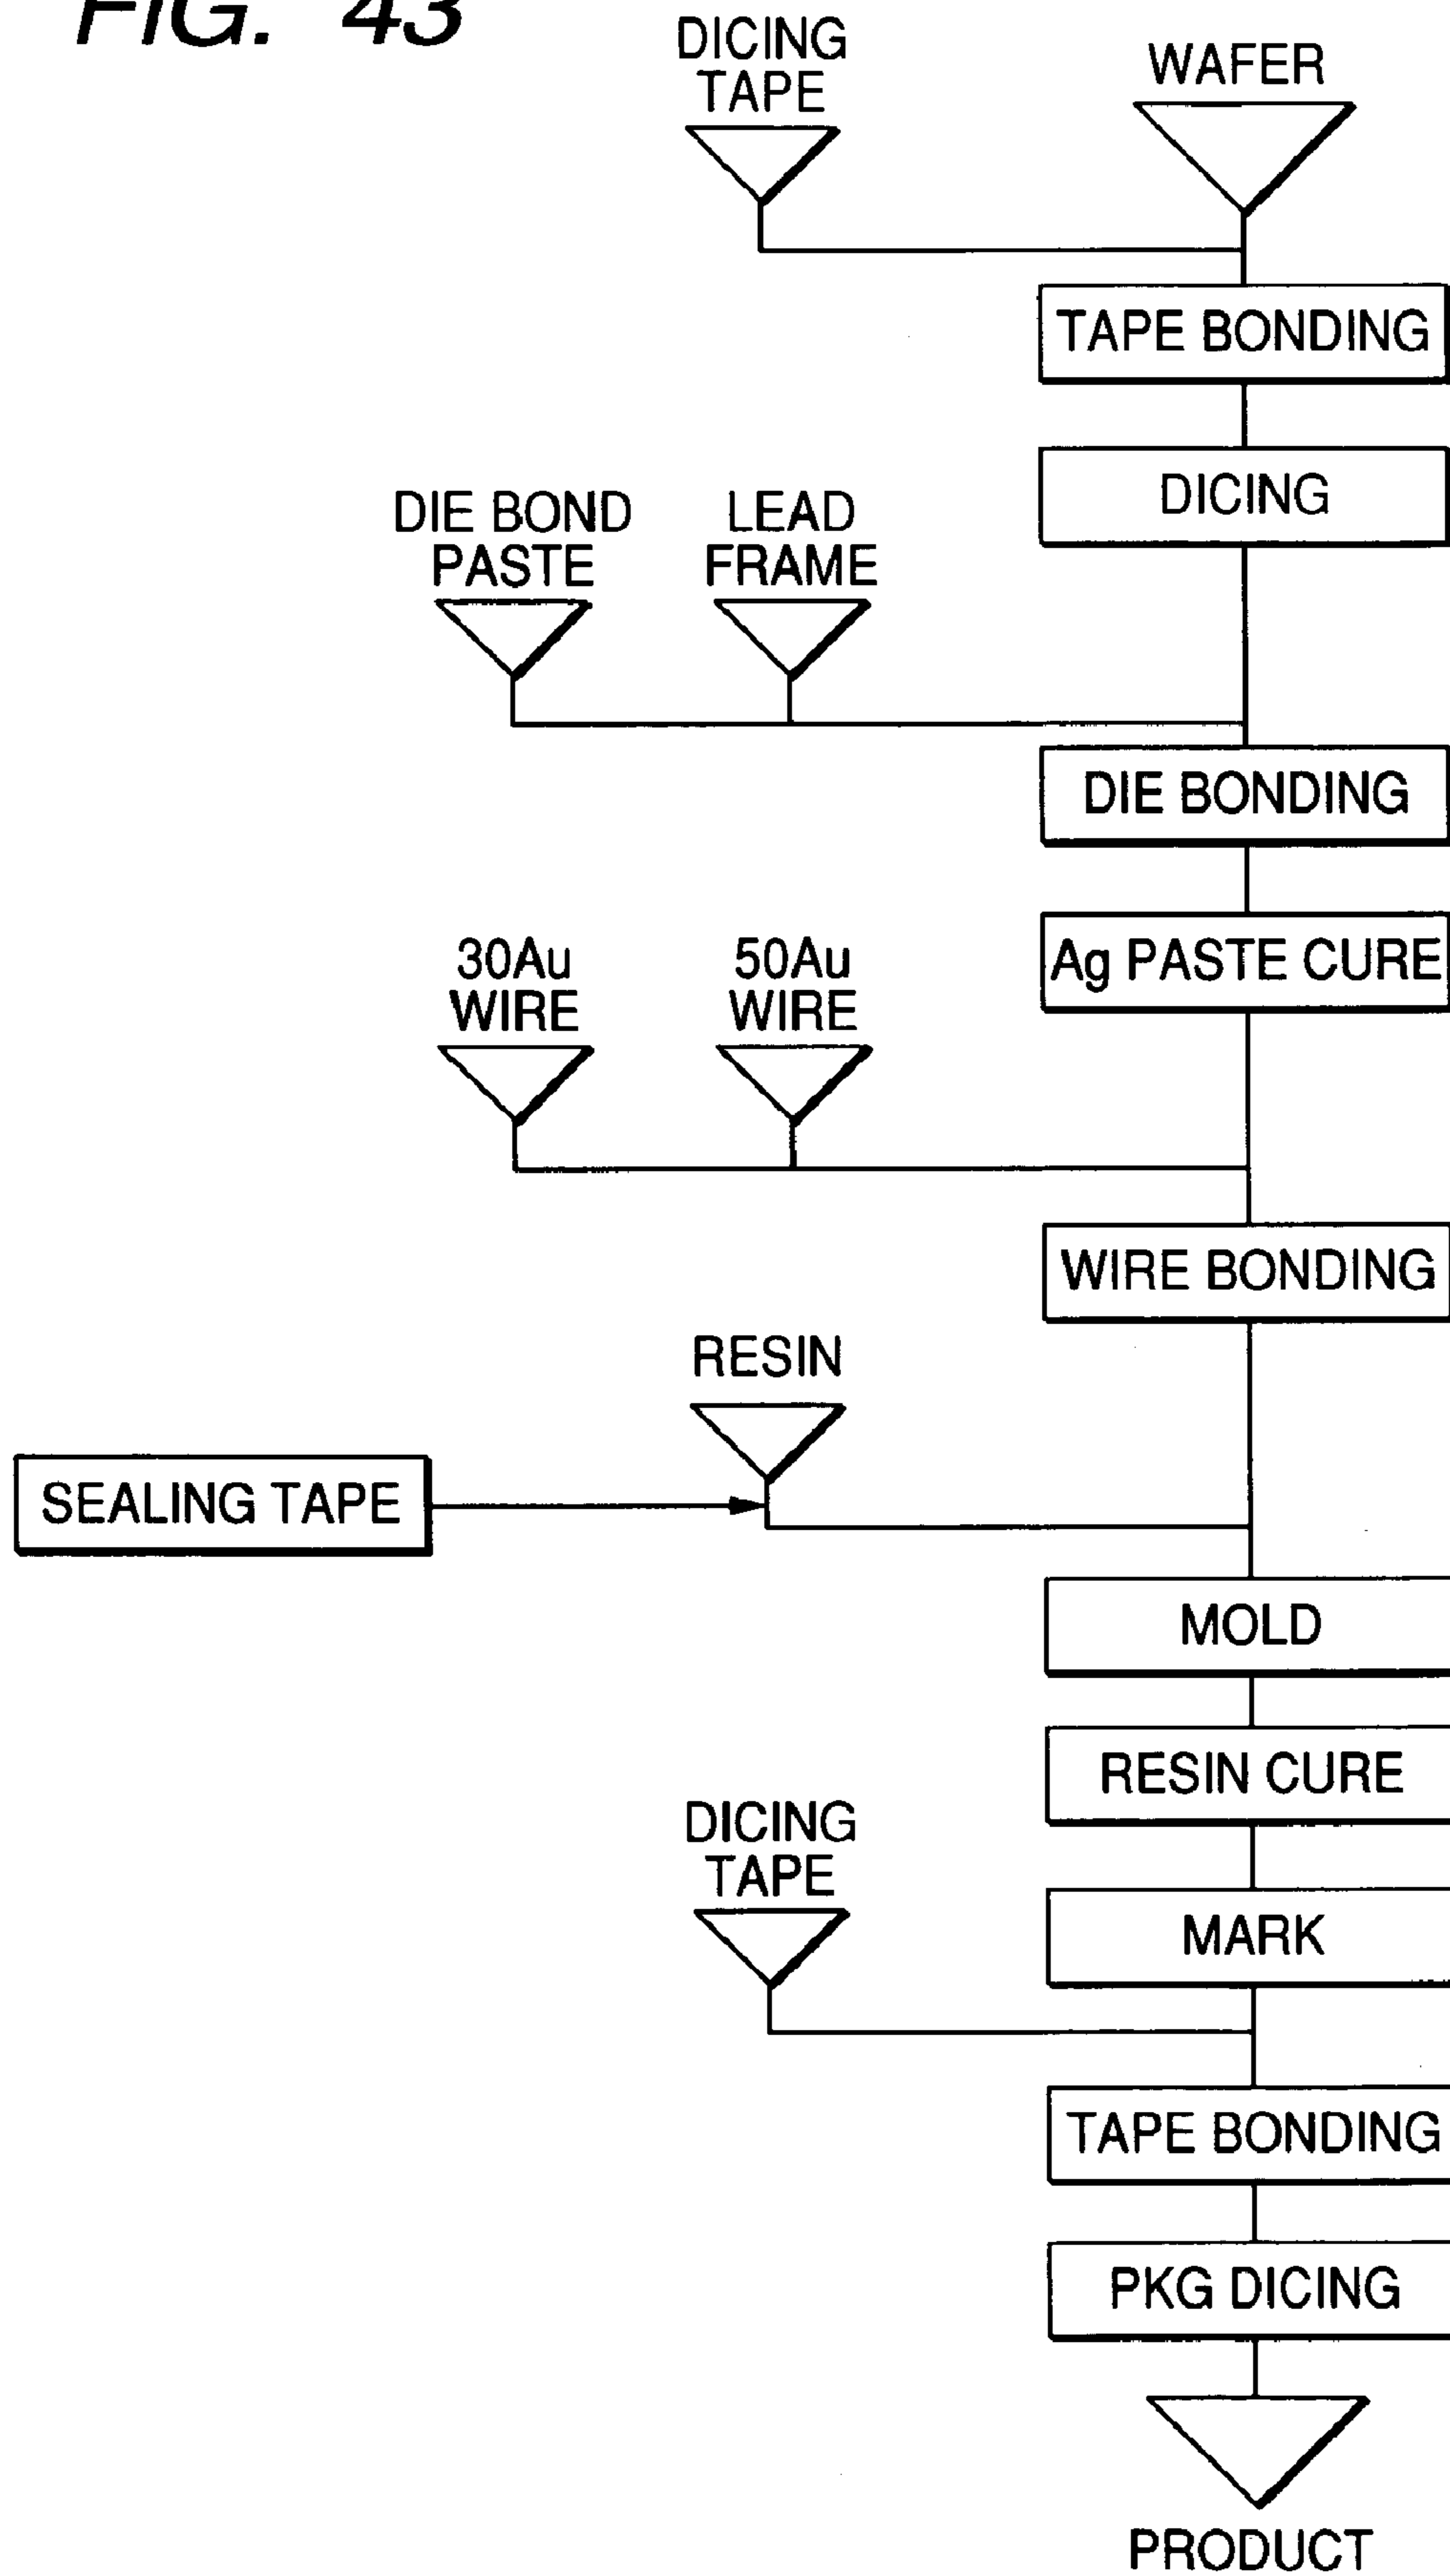 FIG. 43
DICING
TAPE
WAFER
TAPE BONDING
DICING
DIE BOND
PASTE
LEAD
FRAME
DIE BONDING
Ag PASTE CURE
30Au
WIRE
50Au
WIRE
WIRE BONDING
RESIN
SEALING TAPE
MOLD
RESIN CURE
MARK
DICING
TAPE
TAPE BONDING
PKG DICING
PRODUCT